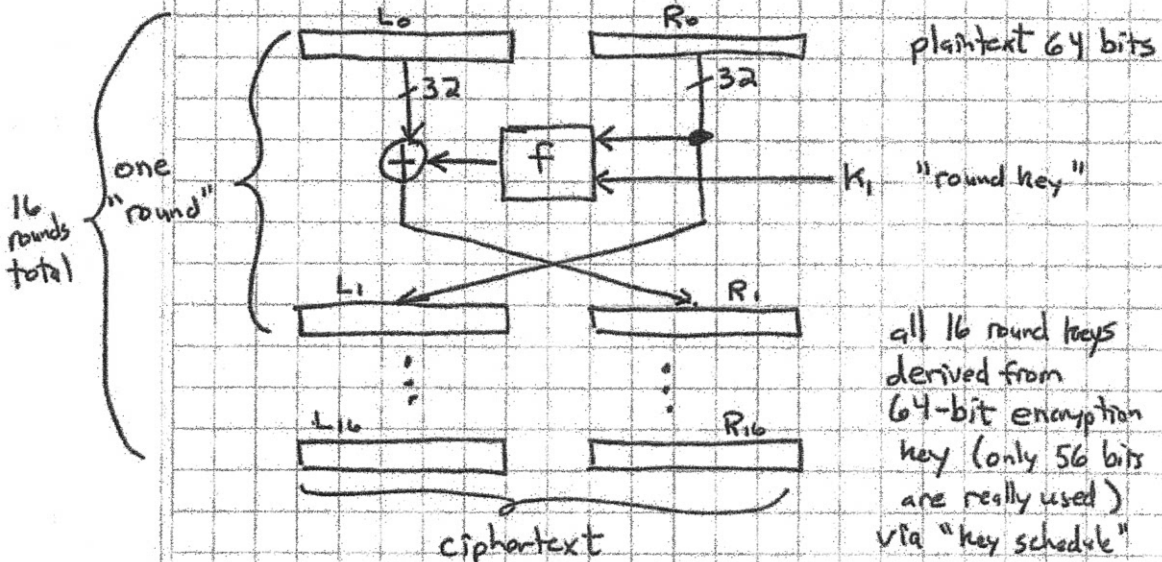 L₀ R₀ plaintext 64 bits
32 32
one
"round"
f
K₁ "round key"
16
rounds
total
L₁ R₁
all 16 round keys
derived from
64-bit encryption
key (only 56 bits
are really used)
via "key schedule"
L₁₆ R₁₆
ciphertext